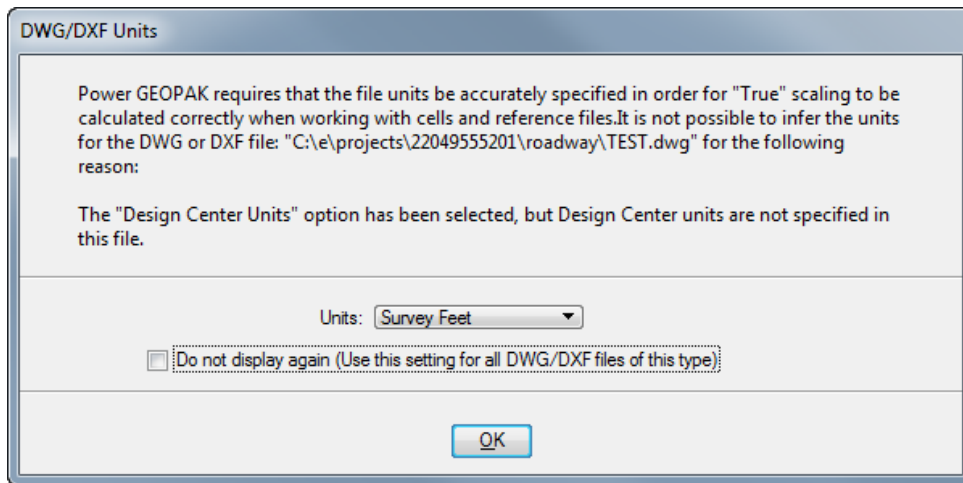 DWG/DXF Units
Power GEOPAK requires that the file units be accurately specified in order for "True" scaling to be
calculated correctly when working with cells and reference files.It is not possible to infer the units
for the DWG or DXF file: "C:\e\projects\22049555201\roadway\TEST.dwg" for the following
reason:
The "Design Center Units" option has been selected, but Design Center units are not specified in
this file.
Units: Survey Feet
Do not display again (Use this setting for all DWG/DXF files of this type)
OK